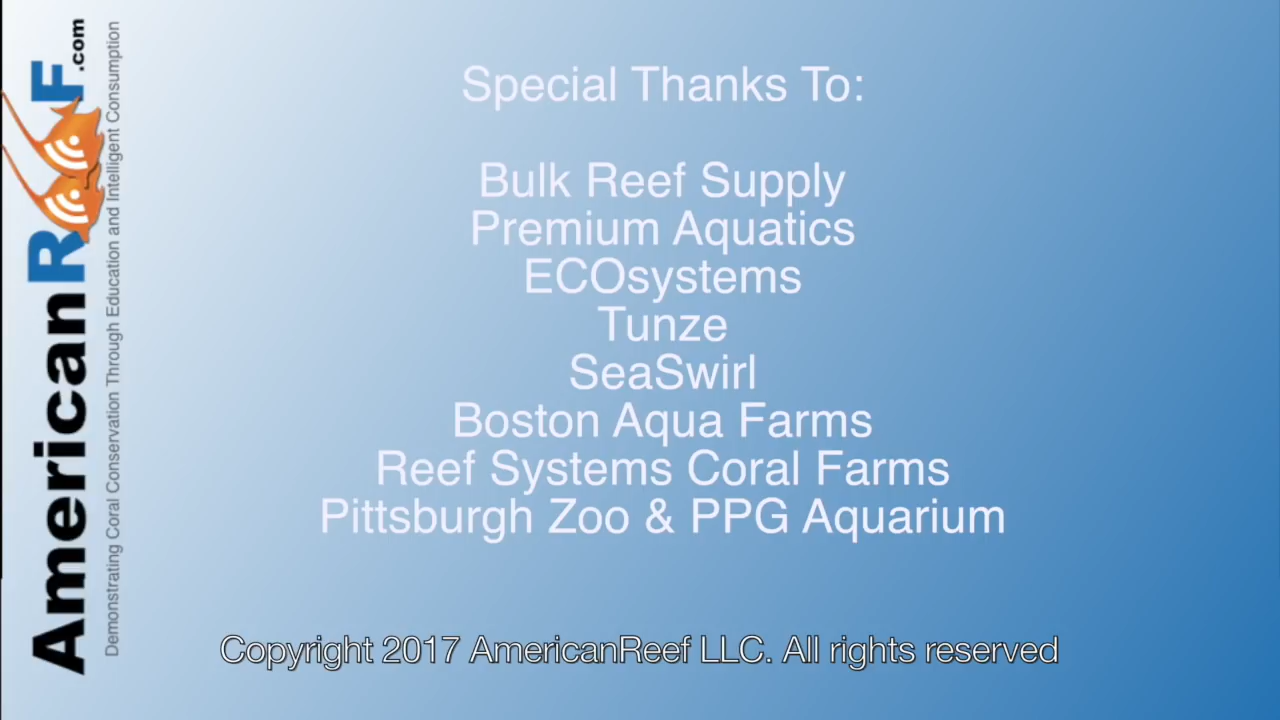 AmericanReeF.com
Demonstrating Coral Conservation Through Education and Intelligent Consumption
Special Thanks To:
Bulk Reef Supply
Premium Aquatics
ECOsystems
Tunze
SeaSwirl
Boston Aqua Farms
Reef Systems Coral Farms
Pittsburgh Zoo & PPG Aquarium
Copyright 2017 AmericanReef LLC. All rights reserved